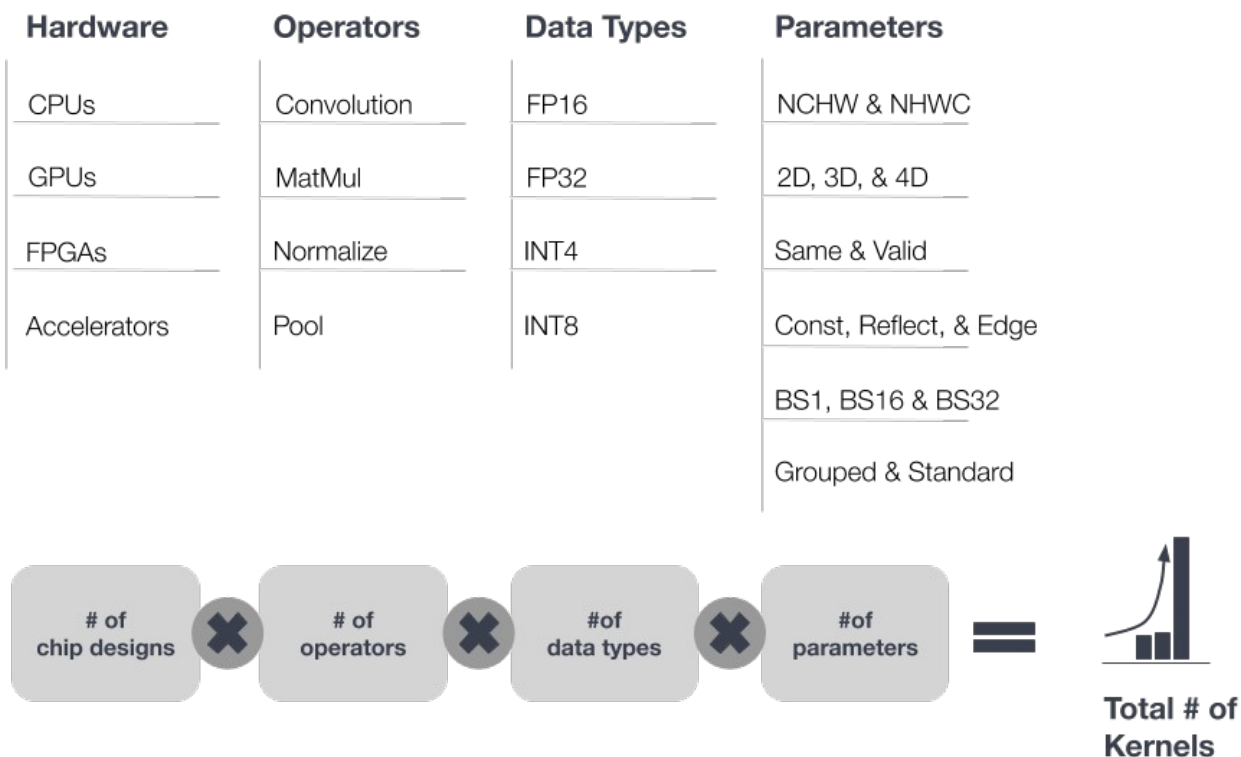 Hardware
CPUs
GPUs
FPGAs
Accelerators
Operators
Convolution
MatMul
Normalize
Pool
Data Types
FP16
FP32
INT4
INT8
Parameters
NCHW & NHWC
2D, 3D, & 4D
Same & Valid
Const, Reflect, & Edge
BS1, BS16 & BS32
Grouped & Standard
# of
chip designs
# of
operators
#of
data types
#of
parameters
Total # of
Kernels